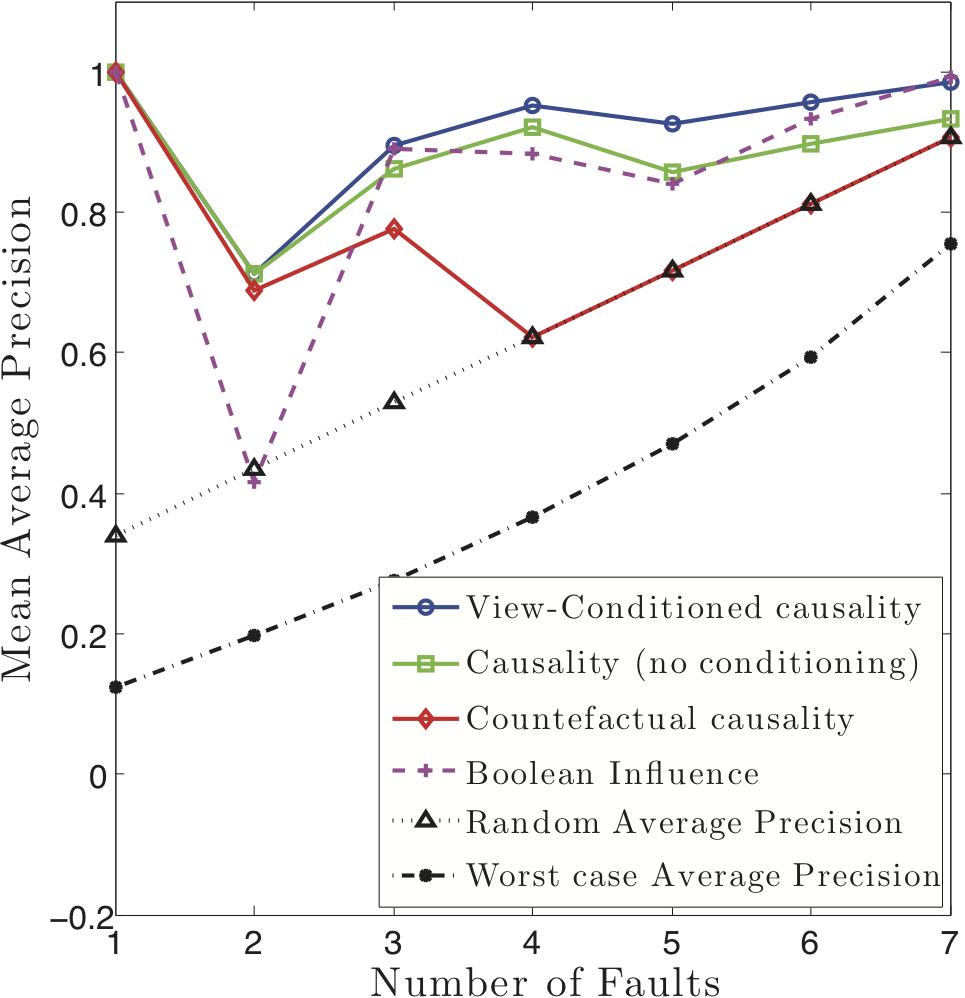 Mean Average Precision
1
0.8
0.6
0.4
0.2
0
−0.2
1 2 3 4 5 6 7
Number of Faults
View-Conditioned causality
Causality (no conditioning)
Countefactual causality
Boolean Influence
Random Average Precision
Worst case Average Precision